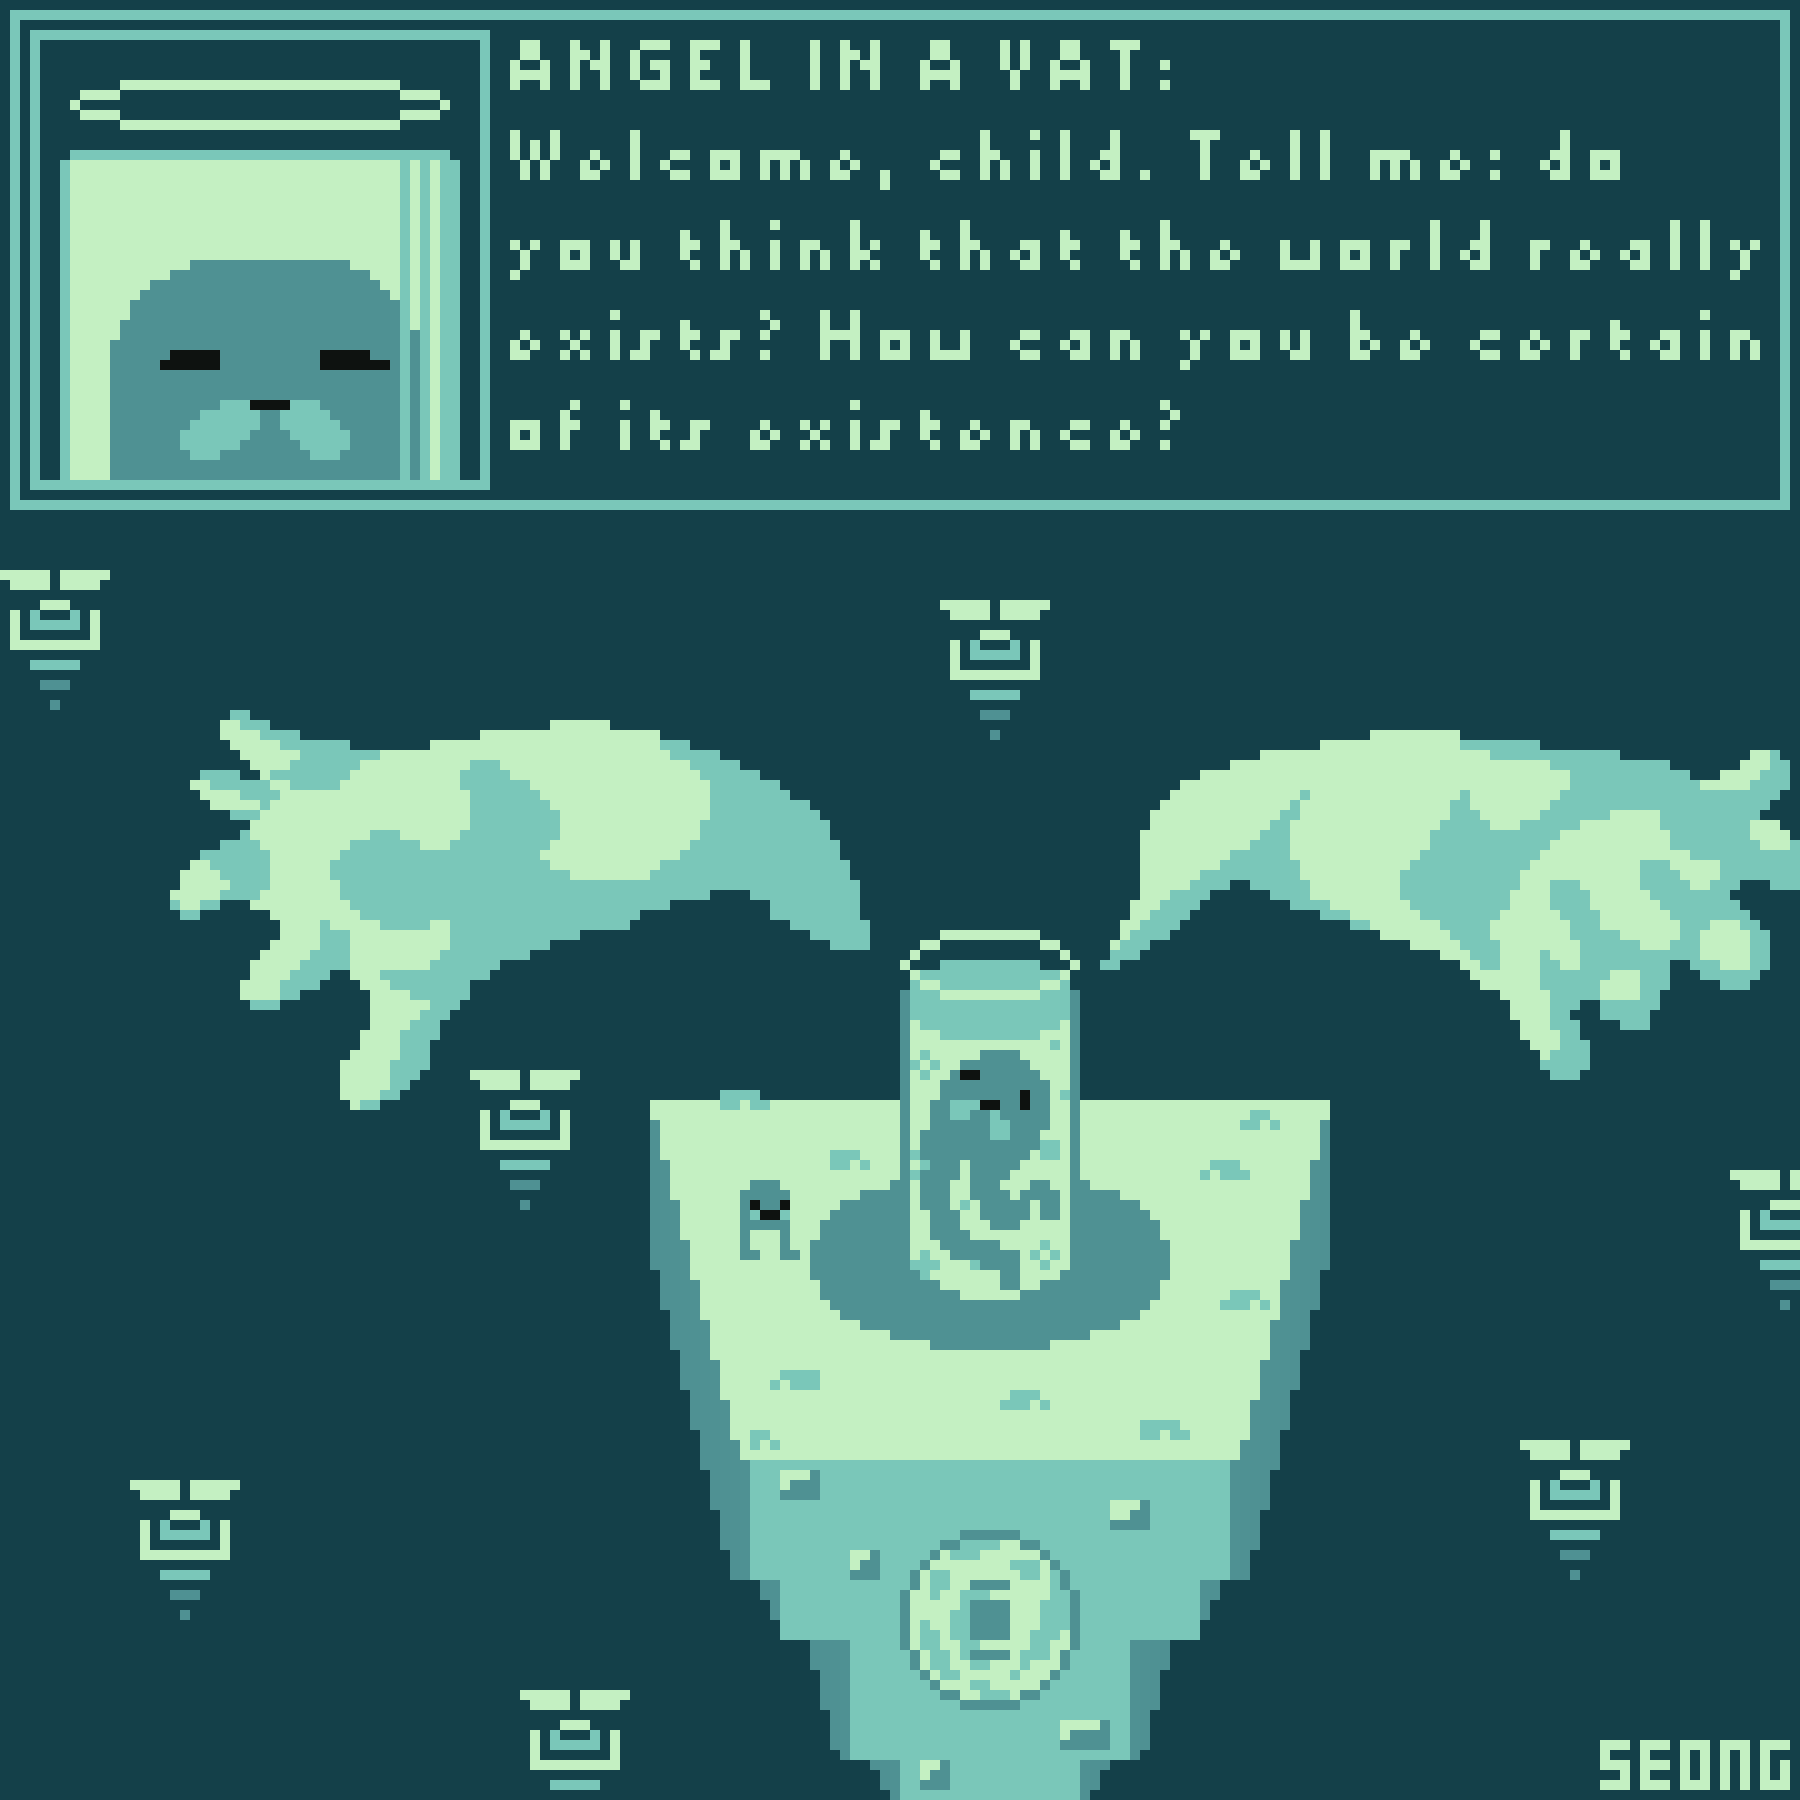 ANGEL IN A VAT:
Welcome, child. Tell me: do
you think that the world really
exists? How can you be certain
of its existence?
SEONG